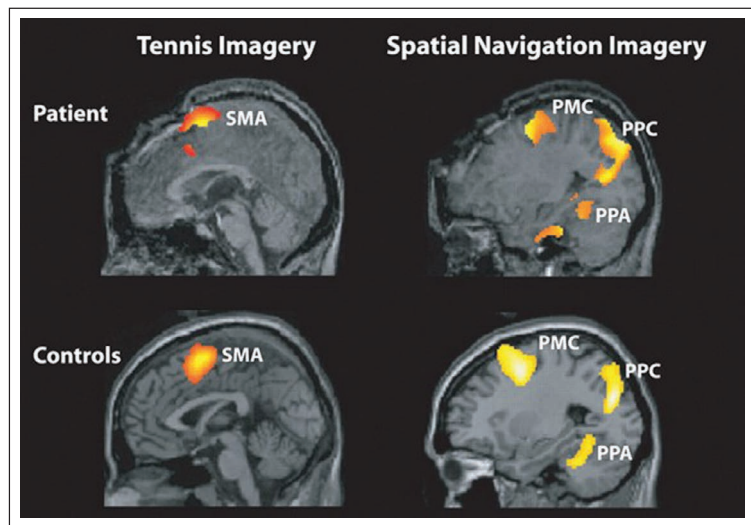 Tennis Imagery Spatial Navigation Imagery
Patient
SMA
PMC
PPC
PPA
Controls
SMA
PMC
PPC
PPA